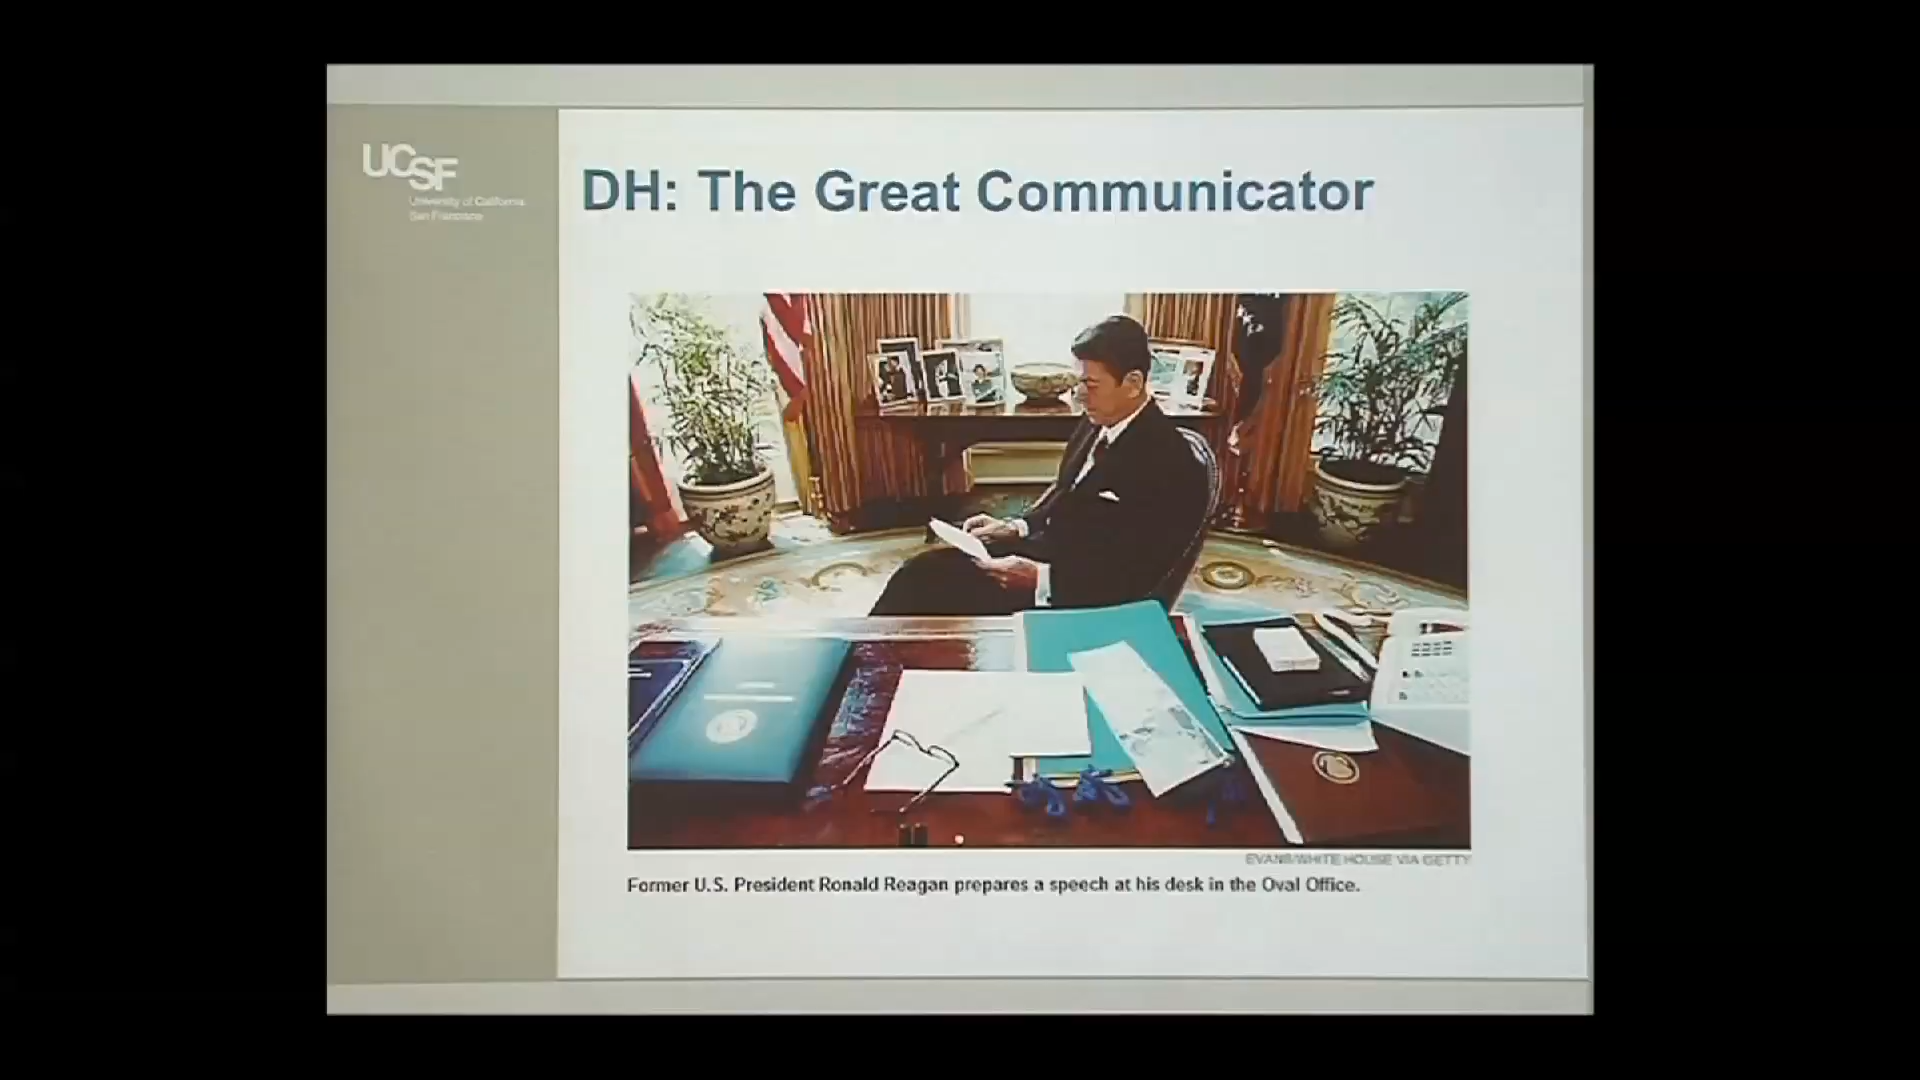 UCSF
University of California
San Francisco
DH: The Great Communicator
EVANS/WHITE HOUSE VIA GETTY
Former U.S. President Ronald Reagan prepares a speech at his desk in the Oval Office.